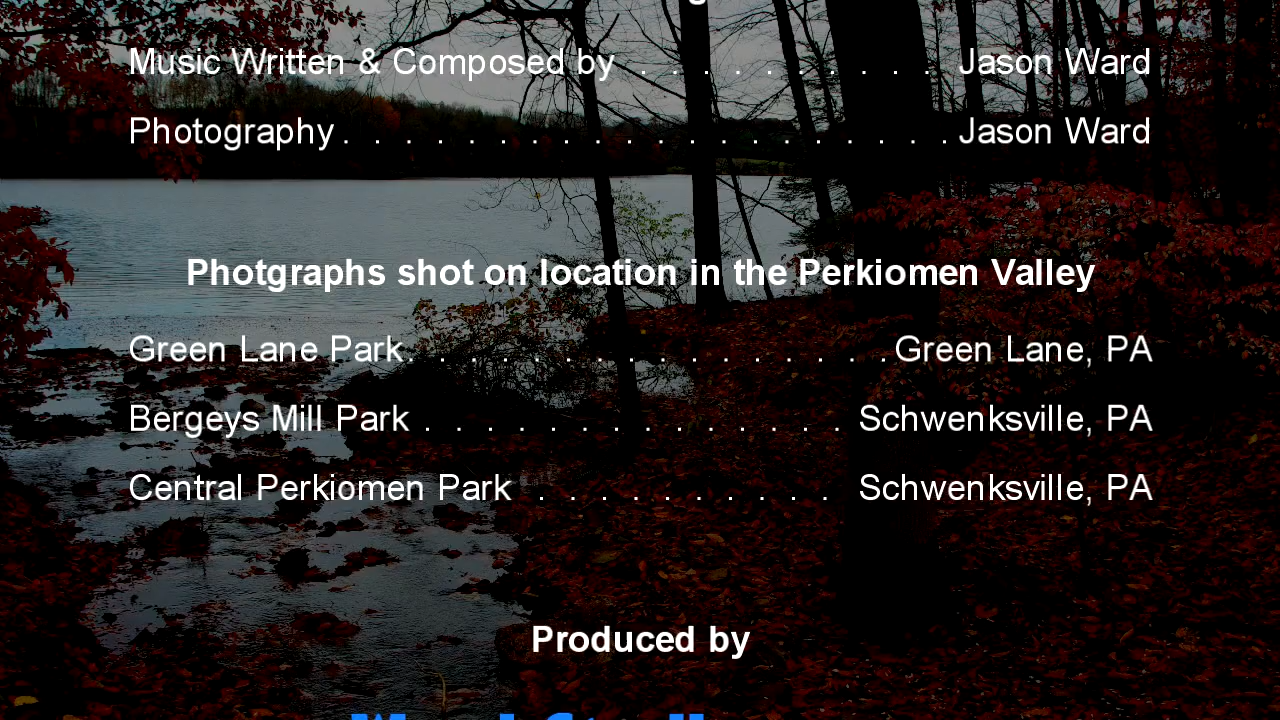 Music Written & Composed by . . . . . . . . . . Jason Ward
Photography . . . . . . . . . . . . . . . . . . . . Jason Ward
Photgraphs shot on location in the Perkiomen Valley
Green Lane Park . . . . . . . . . . . . . . . . Green Lane, PA
Bergeys Mill Park . . . . . . . . . . . . . . Schwenksville, PA
Central Perkiomen Park . . . . . . . . . . Schwenksville, PA
Produced by